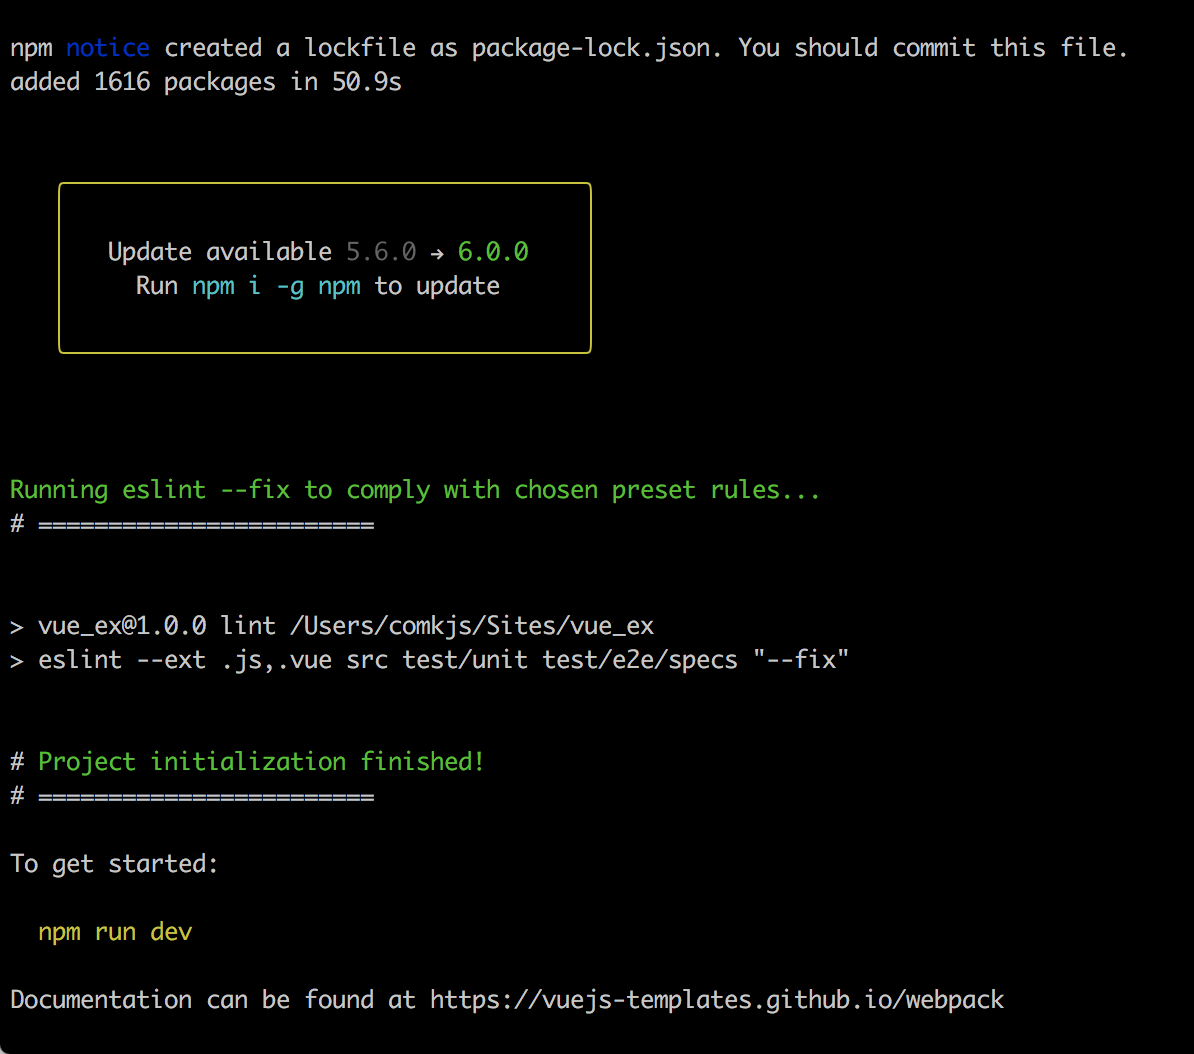 npm notice created a lockfile as package-lock.json. You should commit this file.
added 1616 packages in 50.9s
Update available 5.6.0 → 6.0.0
Run npm i -g npm to update
Running eslint --fix to comply with chosen preset rules...
# ========================
> vue_ex@1.0.0 lint /Users/comkjs/Sites/vue_ex
> eslint --ext .js,.vue src test/unit test/e2e/specs "--fix"
# Project initialization finished!
# ========================
To get started:
npm run dev
Documentation can be found at https://vuejs-templates.github.io/webpack